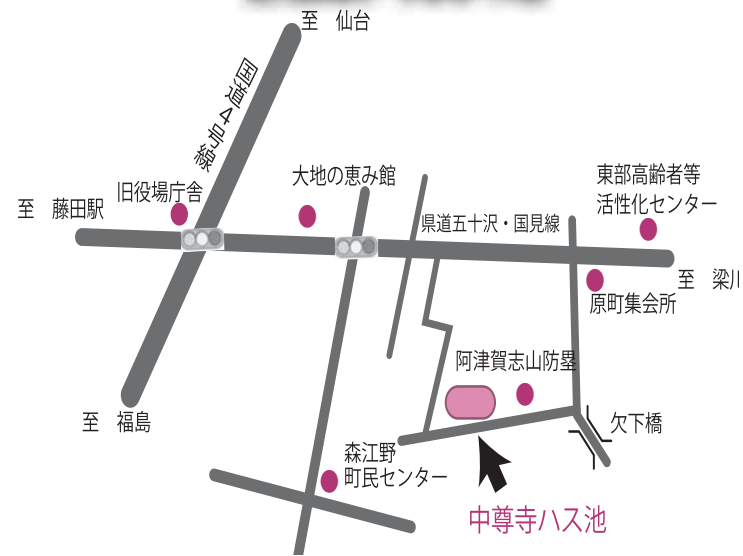 至　仙台
国道4号線
大地の恵み館
東部高齢者等
活性化センター
旧役場庁舎
至　藤田駅
県道五十沢・国見線
至　梁川
原町集会所
阿津賀志山防塁
至　福島
欠下橋
森江野
町民センター
中尊寺ハス池